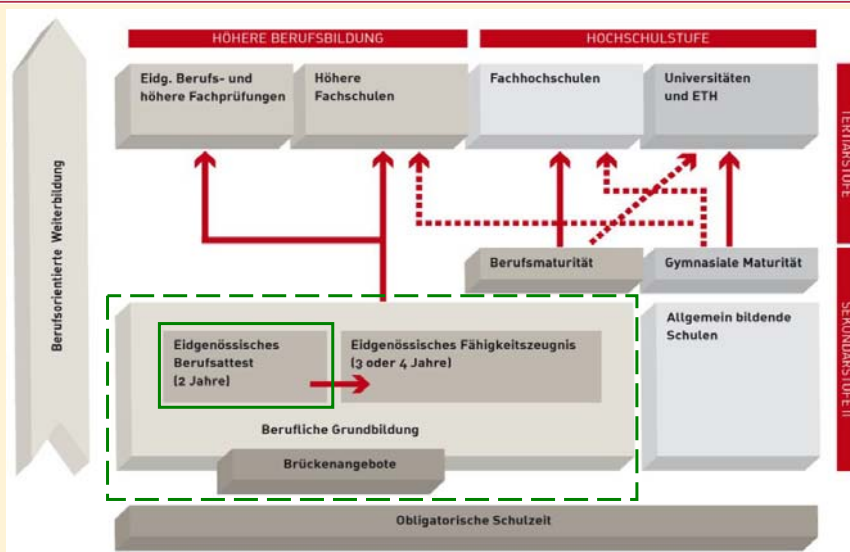 HÖHERE BERUFSBILDUNG
HOCHSCHULSTUFE
Eidg. Berufs- und
höhere Fachprüfungen
Höhere
Fachschulen
Fachhochschulen
Universitäten
und ETH
TERTIÄRSTUFE
Berufsorientierte Weiterbildung
Berufsmaturität
Gymnasiale Maturität
SEKUNDARSTUFE II
Eidgenössisches
Berufsattest
(2 Jahre)
Eidgenössisches Fähigkeitszeugnis
(3 oder 4 Jahre)
Allgemein bildende
Schulen
Berufliche Grundbildung
Brückenangebote
Obligatorische Schulzeit